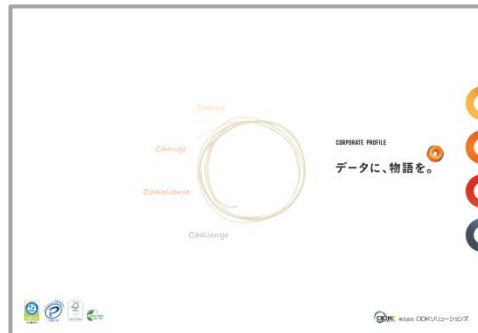 Chance
Change
Compliance
Challenge
CORPORATE PROFILE
データに、物語を。
ODK 株式会社 ODKソリューションズ